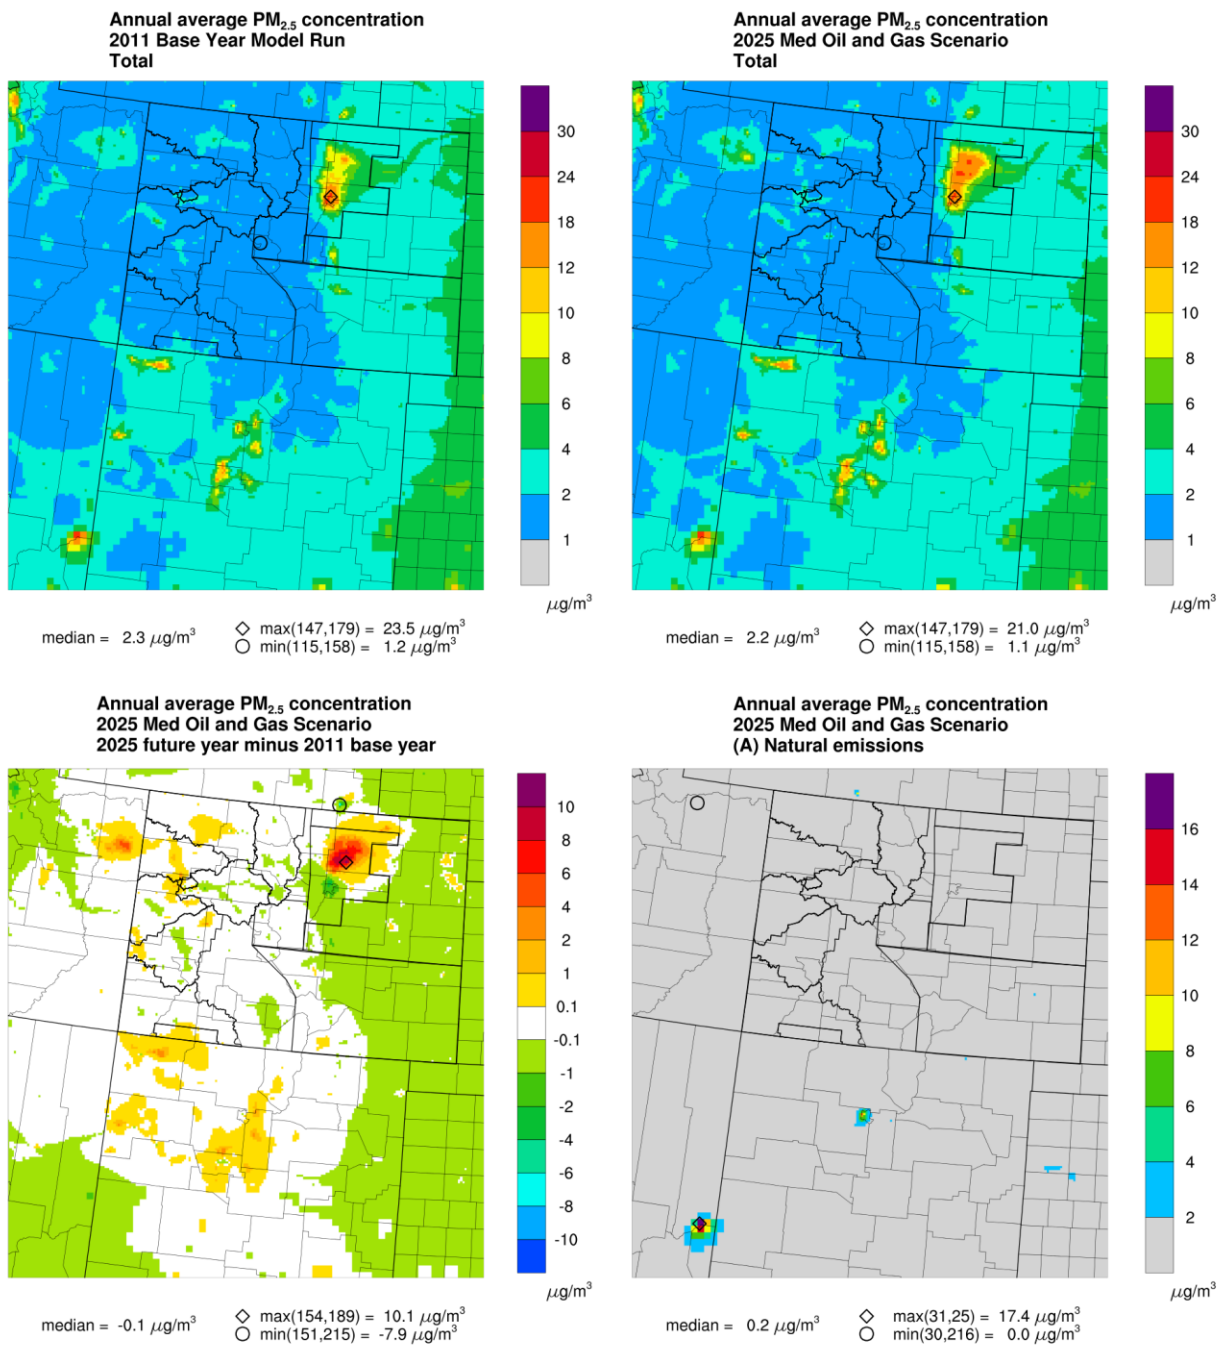 Annual average PM2.5 concentration
2011 Base Year Model Run
Total
30
24
18
12
10
8
6
4
2
1
μg/m3
median = 2.3 μg/m3
max(147,179) = 23.5 μg/m3
min(115,158) = 1.2 μg/m3
Annual average PM2.5 concentration
2025 Med Oil and Gas Scenario
Total
30
24
18
12
10
8
6
4
2
1
μg/m3
median = 2.2 μg/m3
max(147,179) = 21.0 μg/m3
min(115,158) = 1.1 μg/m3
Annual average PM2.5 concentration
2025 Med Oil and Gas Scenario
2025 future year minus 2011 base year
10
8
6
4
2
1
0.1
-0.1
-1
-2
-4
-6
-8
-10
μg/m3
median = -0.1 μg/m3
max(154,189) = 10.1 μg/m3
min(151,215) = -7.9 μg/m3
Annual average PM2.5 concentration
2025 Med Oil and Gas Scenario
(A) Natural emissions
16
14
12
10
8
6
4
2
μg/m3
median = 0.2 μg/m3
max(31,25) = 17.4 μg/m3
min(30,216) = 0.0 μg/m3